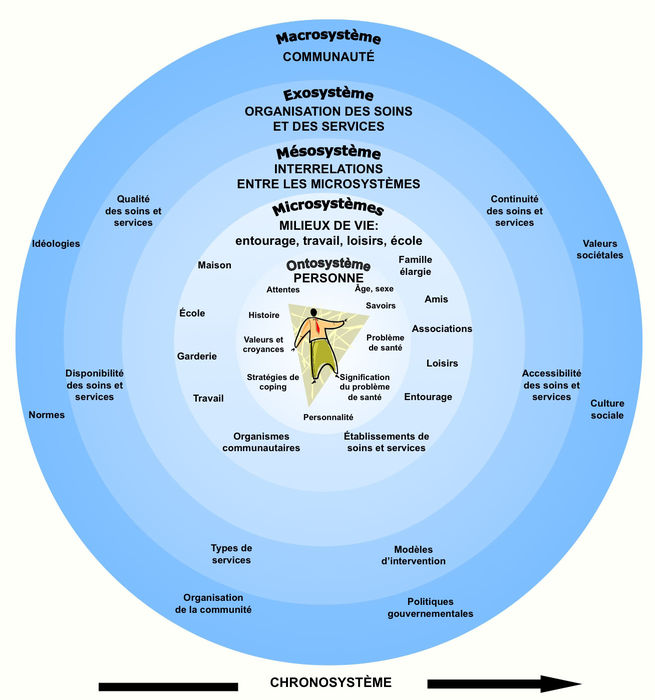 Macrosystème
COMMUNAUTÉ
Exosystème
ORGANISATION DES SOINS
ET DES SERVICES
Mésosystème
INTERRELATIONS
ENTRE LES MICROSYSTÈMES
Microsystèmes
MILIEUX DE VIE:
entourage, travail, loisirs, école
Ontosystème
PERSONNE
Qualité
des soins et
services
Continuité
des soins et
services
Idéologies
Valeurs
sociétales
Maison
Famille
élargie
Attentes
Âge, sexe
Histoire
Savoirs
Amis
École
Associations
Valeurs et
croyances
Problème
de santé
Garderie
Loisirs
Disponibilité
des soins et
services
Stratégies de
coping
Signification
du problème
de santé
Accessibilité
des soins et
services
Travail
Entourage
Normes
Culture
sociale
Personnalité
Organismes
communautaires
Établissements de
soins et services
Types de
services
Modèles
d'intervention
Organisation
de la communité
Politiques
gouvernementales
CHRONOSYSTÈME